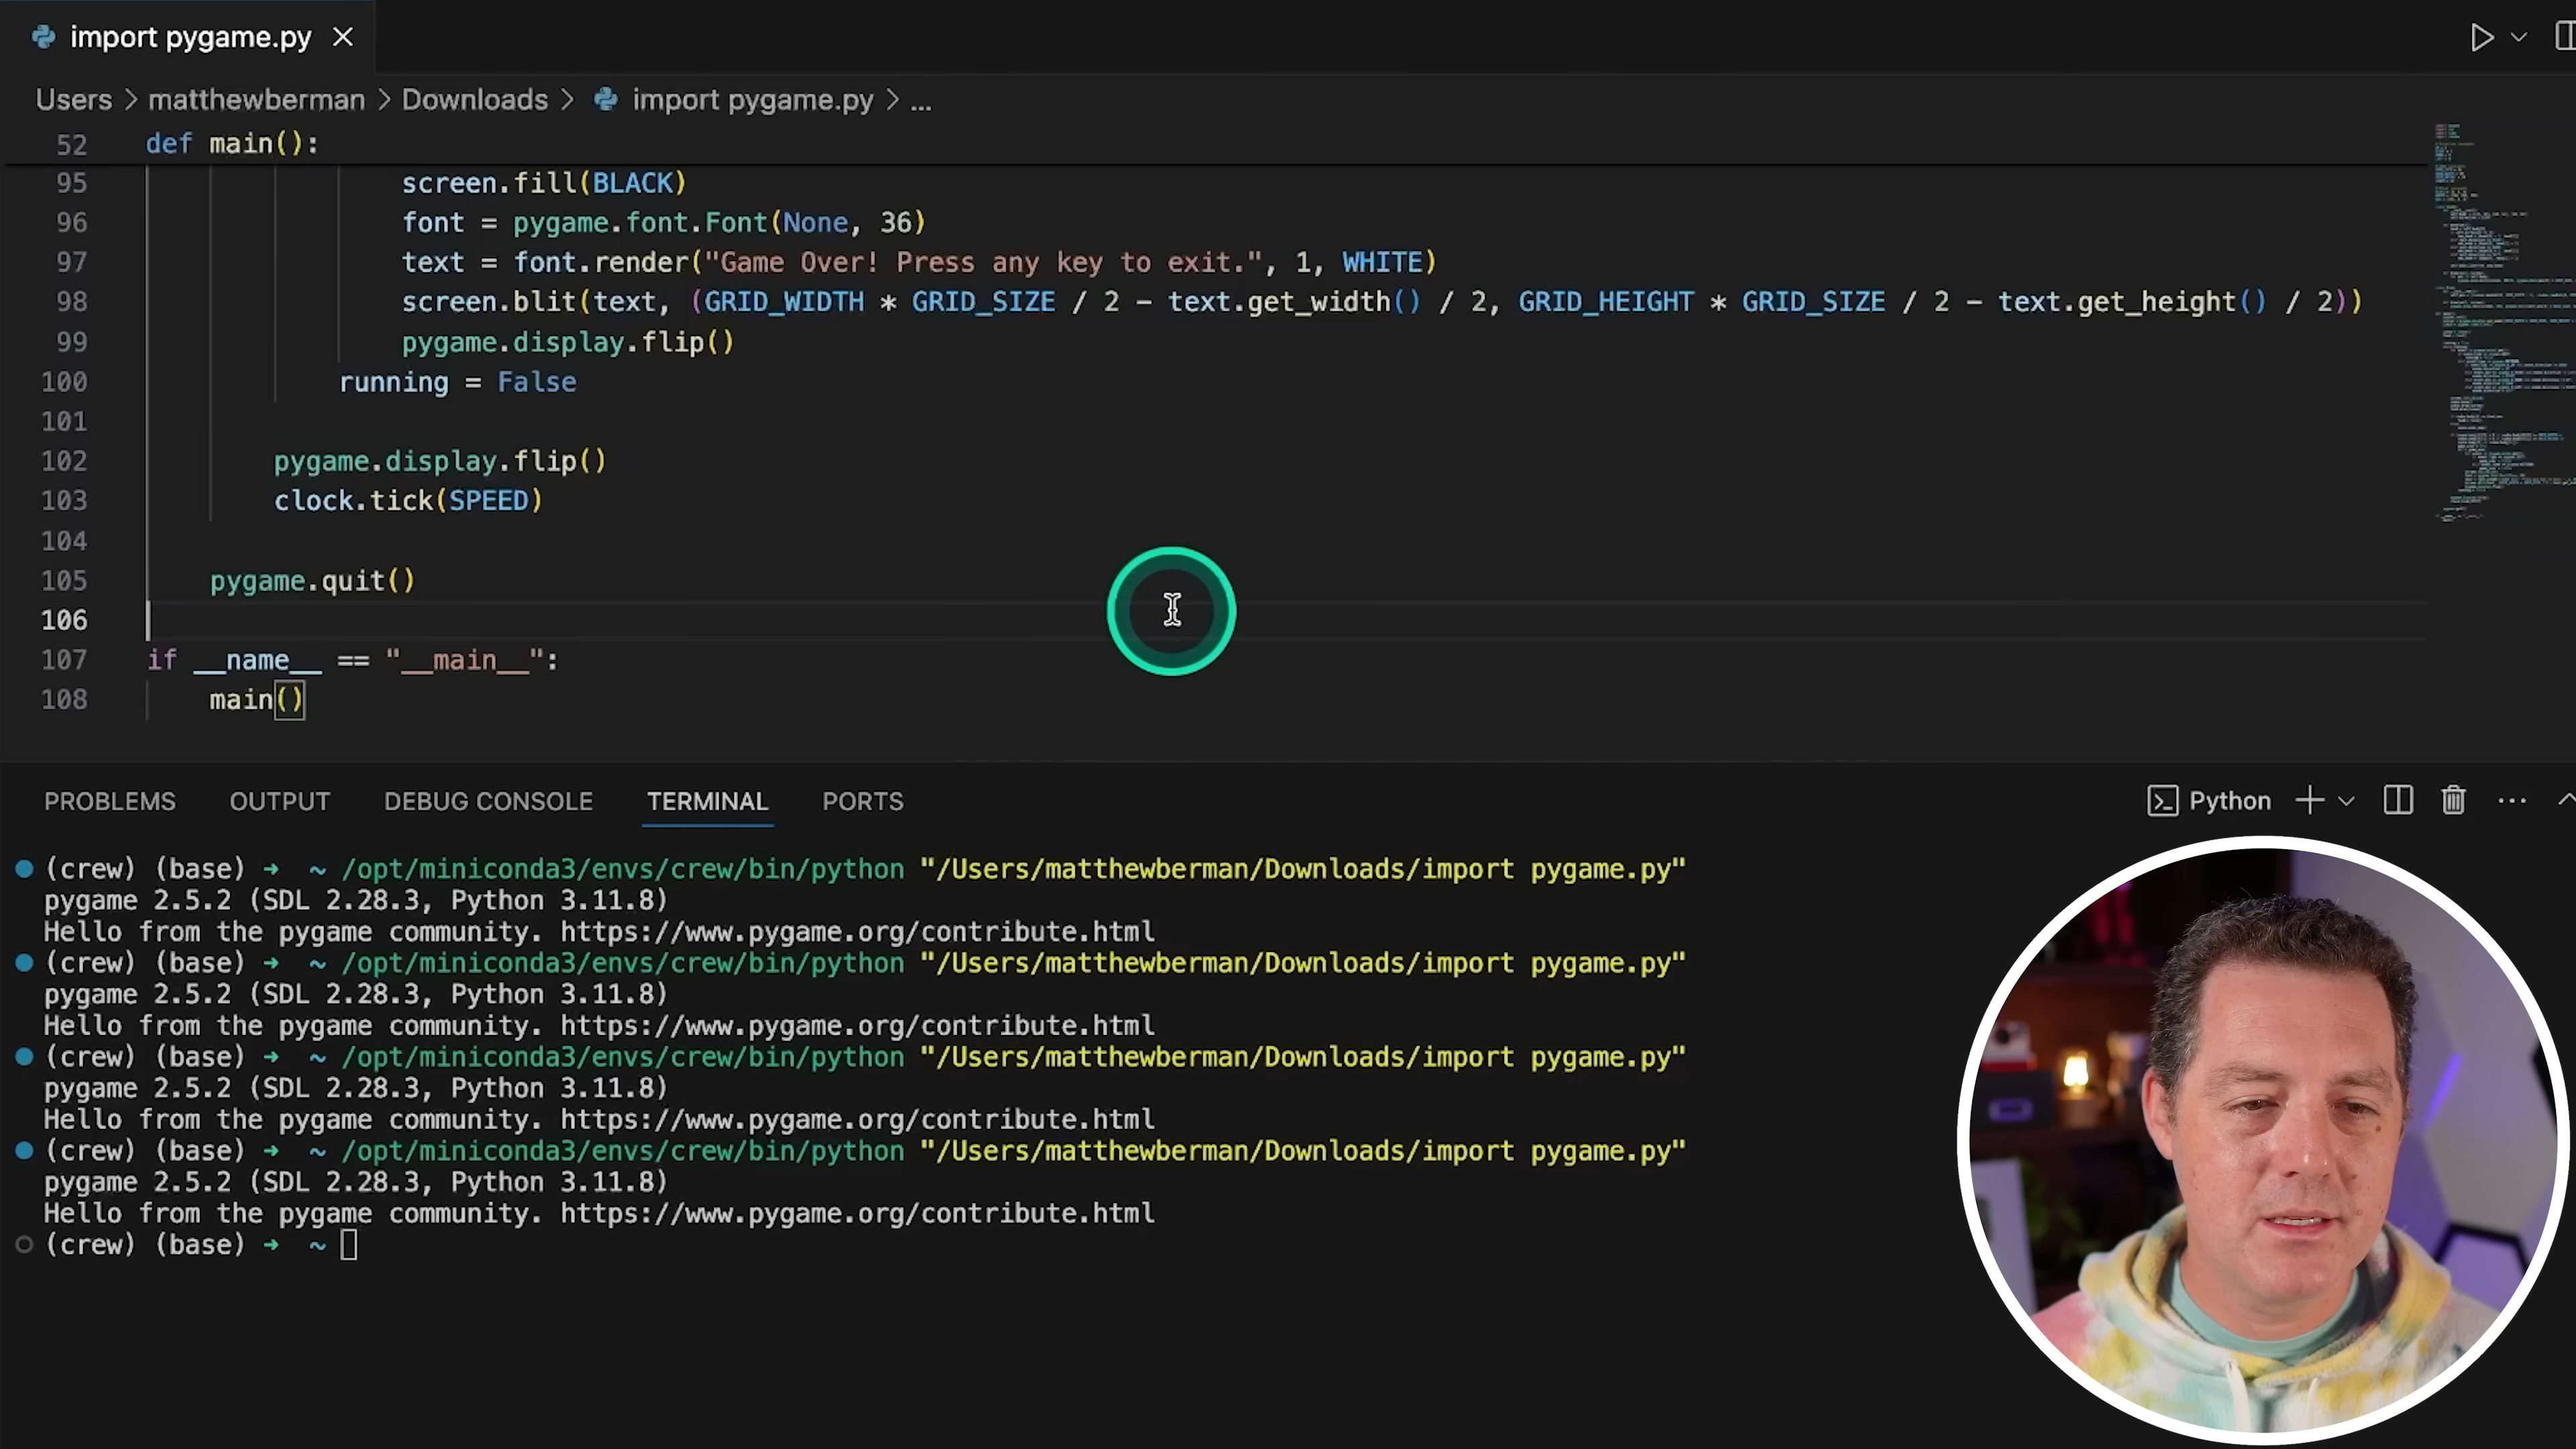 import pygame.py
Users > matthewberman > Downloads > import pygame.py > ...
52 def main():
95 screen.fill(BLACK)
96 font = pygame.font.Font(None, 36)
97 text = font.render("Game Over! Press any key to exit.", 1, WHITE)
98 screen.blit(text, (GRID_WIDTH * GRID_SIZE / 2 - text.get_width() / 2, GRID_HEIGHT * GRID_SIZE / 2 - text.get_height() / 2))
99 pygame.display.flip()
100 running = False
101
102 pygame.display.flip()
103 clock.tick(SPEED)
104
105 pygame.quit()
106
107 if __name__ == "__main__":
108 main()
PROBLEMS OUTPUT DEBUG CONSOLE TERMINAL PORTS Python
(crew) (base) → ~ /opt/miniconda3/envs/crew/bin/python "/Users/matthewberman/Downloads/import pygame.py"
pygame 2.5.2 (SDL 2.28.3, Python 3.11.8)
Hello from the pygame community. https://www.pygame.org/contribute.html
(crew) (base) → ~ /opt/miniconda3/envs/crew/bin/python "/Users/matthewberman/Downloads/import pygame.py"
pygame 2.5.2 (SDL 2.28.3, Python 3.11.8)
Hello from the pygame community. https://www.pygame.org/contribute.html
(crew) (base) → ~ /opt/miniconda3/envs/crew/bin/python "/Users/matthewberman/Downloads/import pygame.py"
pygame 2.5.2 (SDL 2.28.3, Python 3.11.8)
Hello from the pygame community. https://www.pygame.org/contribute.html
(crew) (base) → ~ /opt/miniconda3/envs/crew/bin/python "/Users/matthewberman/Downloads/import pygame.py"
pygame 2.5.2 (SDL 2.28.3, Python 3.11.8)
Hello from the pygame community. https://www.pygame.org/contribute.html
(crew) (base) → ~